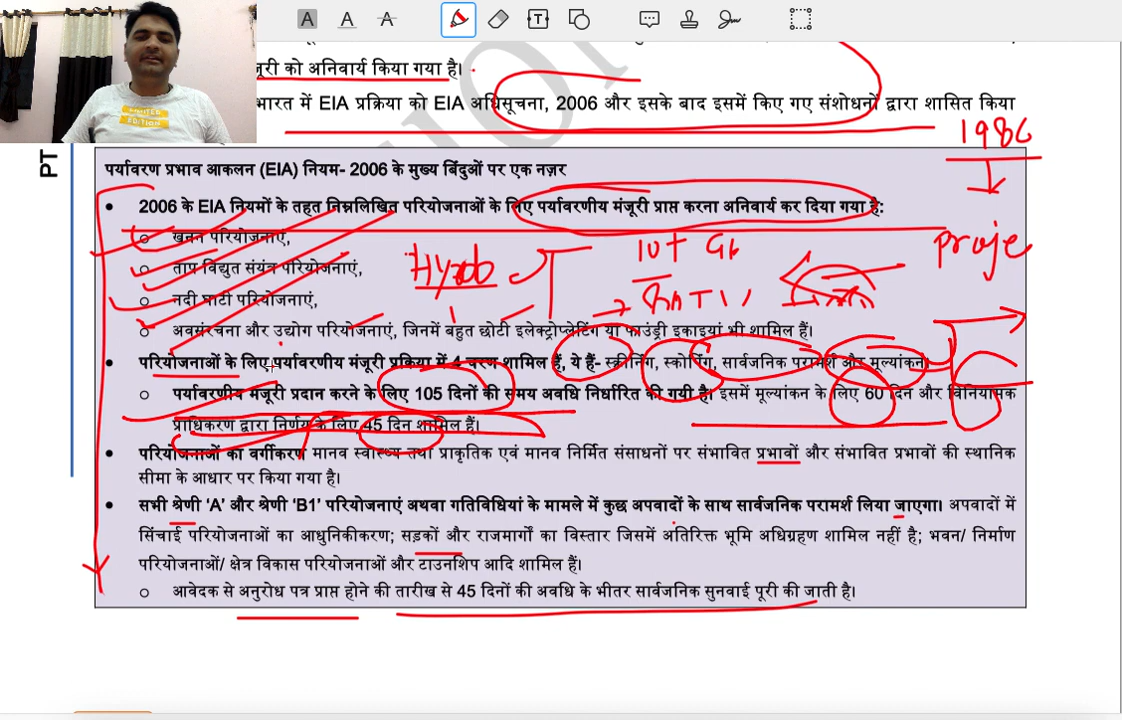 जूरी को अनिवार्य किया गया है।
भारत में EIA प्रक्रिया को EIA अधिसूचना, 2006 और इसके बाद इसमें किए गए संशोधनों द्वारा शासित किया
1986
PT
पर्यावरण प्रभाव आकलन (EIA) नियम- 2006 के मुख्य बिंदुओं पर एक नज़र
• 2006 के EIA नियमों के तहत निम्नलिखित परियोजनाओं के लिए पर्यावरणीय मंजूरी प्राप्त करना अनिवार्य कर दिया गया है:
o खनन परियोजनाएं,
o ताप विद्युत संयंत्र परियोजनाएं,
o नदी घाटी परियोजनाएं,
proje
o अवसंरचना और उद्योग परियोजनाएं, जिनमें बहुत छोटी इलेक्ट्रोप्लेटिंग या फाउंड्री इकाइयां भी शामिल हैं।
• परियोजनाओं के लिए पर्यावरणीय मंजूरी प्रक्रिया में 4 चरण शामिल हैं, ये हैं- स्क्रीनिंग, स्कोपिंग, सार्वजनिक परामर्श और मूल्यांकन।
o पर्यावरणीय मंजूरी प्रदान करने के लिए 105 दिनों की समय अवधि निर्धारित की गयी है। इसमें मूल्यांकन के लिए 60 दिन और विनियामक
प्राधिकरण द्वारा निर्णय के लिए 45 दिन शामिल हैं।
• परियोजनाओं का वर्गीकरण मानव स्वास्थ्य तथा प्राकृतिक एवं मानव निर्मित संसाधनों पर संभावित प्रभावों और संभावित प्रभावों की स्थानिक
सीमा के आधार पर किया गया है।
• सभी श्रेणी 'A' और श्रेणी 'B1' परियोजनाएं अथवा गतिविधियां के मामले में कुछ अपवादों के साथ सार्वजनिक परामर्श लिया जाएगा। अपवादों में
सिंचाई परियोजनाओं का आधुनिकीकरण; सड़कों और राजमार्गों का विस्तार जिसमें अतिरिक्त भूमि अधिग्रहण शामिल नहीं है; भवन/ निर्माण
परियोजनाओं/ क्षेत्र विकास परियोजनाओं और टाउनशिप आदि शामिल हैं।
o आवेदक से अनुरोध पत्र प्राप्त होने की तारीख से 45 दिनों की अवधि के भीतर सार्वजनिक सुनवाई पूरी की जाती है।